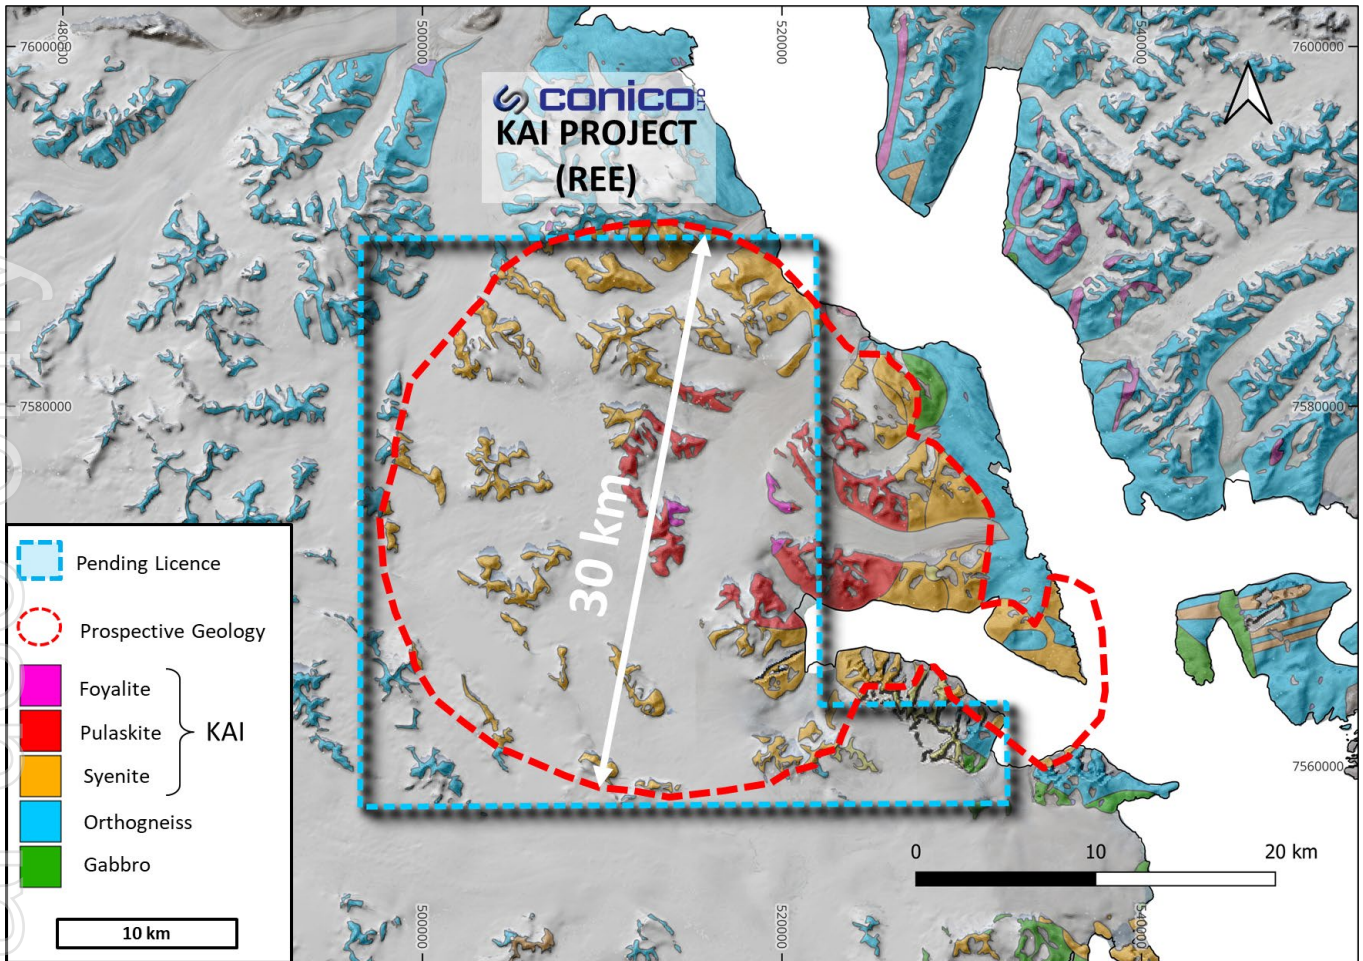 480000
500000
520000
540000
7600000
7600000
conico LTD
KAI PROJECT
(REE)
7580000
7580000
30 km
Pending Licence
Prospective Geology
Foyalite
Pulaskite
KAI
Syenite
Orthogneiss
Gabbro
10 km
7560000
0 10 20 km
500000
520000
540000